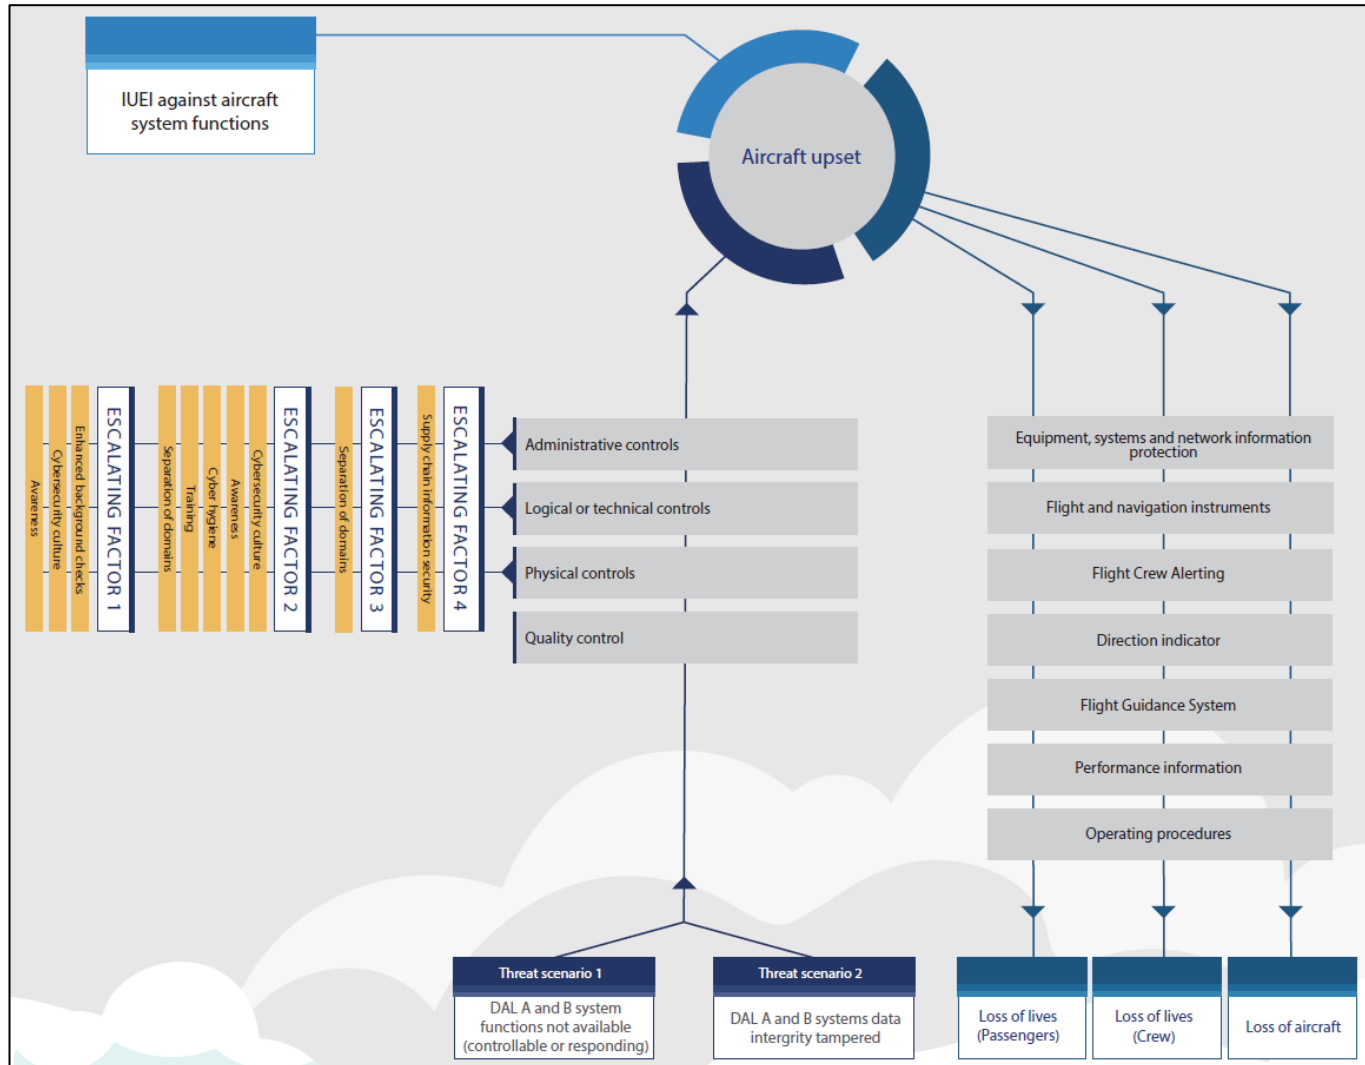 IUEI against aircraft
system functions
Aircraft upset
Awareness
Cybersecurity culture
Enhanced background checks
ESCALATING FACTOR 1
Separation of domains
Training
Cyber hygiene
Awareness
Cybersecurity culture
ESCALATING FACTOR 2
Separation of domains
ESCALATING FACTOR 3
Supply chain information security
ESCALATING FACTOR 4
Administrative controls
Logical or technical controls
Physical controls
Quality control
Equipment, systems and network information
protection
Flight and navigation instruments
Flight Crew Alerting
Direction indicator
Flight Guidance System
Performance information
Operating procedures
Threat scenario 1
DAL A and B system
functions not available
(controllable or responding)
Threat scenario 2
DAL A and B systems data
intergrity tampered
Loss of lives
(Passengers)
Loss of lives
(Crew)
Loss of aircraft